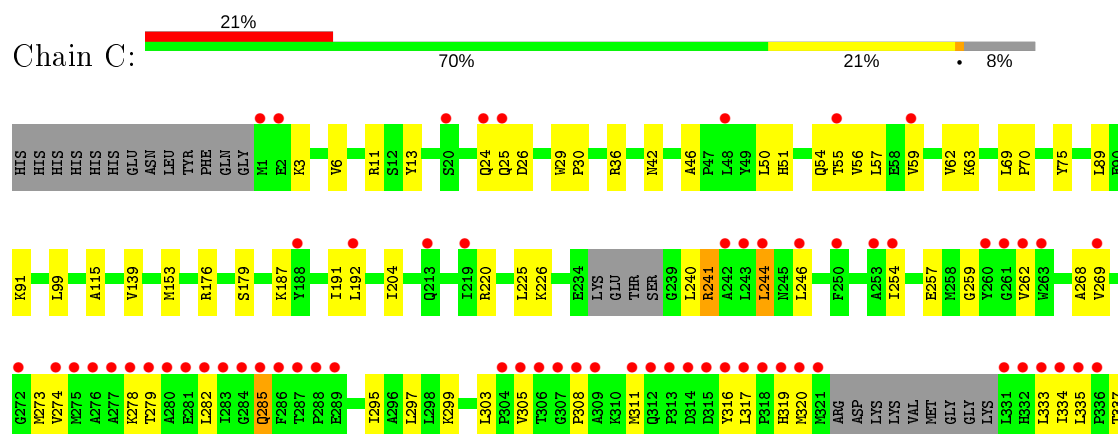 21%
Chain C:
70% 21% • 8%
HIS HIS HIS HIS HIS HIS GLU ASN LEU TYR PHE GLN GLY M1 E2 K3 V6 R11 S12 Y13 S20 Q24 Q25 D26 W29 P30 R36 N42 A46 P47 L48 Y49 L50 H51 Q54 T55 V56 L57 E58 V59 V62 K63 L69 P70 Y75 L89
K91 L99 A115 V139 M153 R176 S179 K187 Y188 I191 L192 I204 Q213 I219 R220 L225 K226 E234 LYS GLU THR SER G239 L240 R241 A242 L243 L244 N245 L246 F250 A253 I254 E257 M258 G259 Y260 G261 V262 W263 A268 V269
G272 M273 V274 M275 A276 A277 K278 T279 A280 E281 L282 I283 G284 Q285 F286 T287 P288 E289 I295 A296 L297 L298 K299 L303 P304 V305 T306 G307 P308 A309 K310 M311 Q312 P313 D314 D315 Y316 L317 P318 H319 M320 M321 ARG ASP LYS LYS VAL MET GLY GLY LYS L331 H332 L333 L334 L335 P336